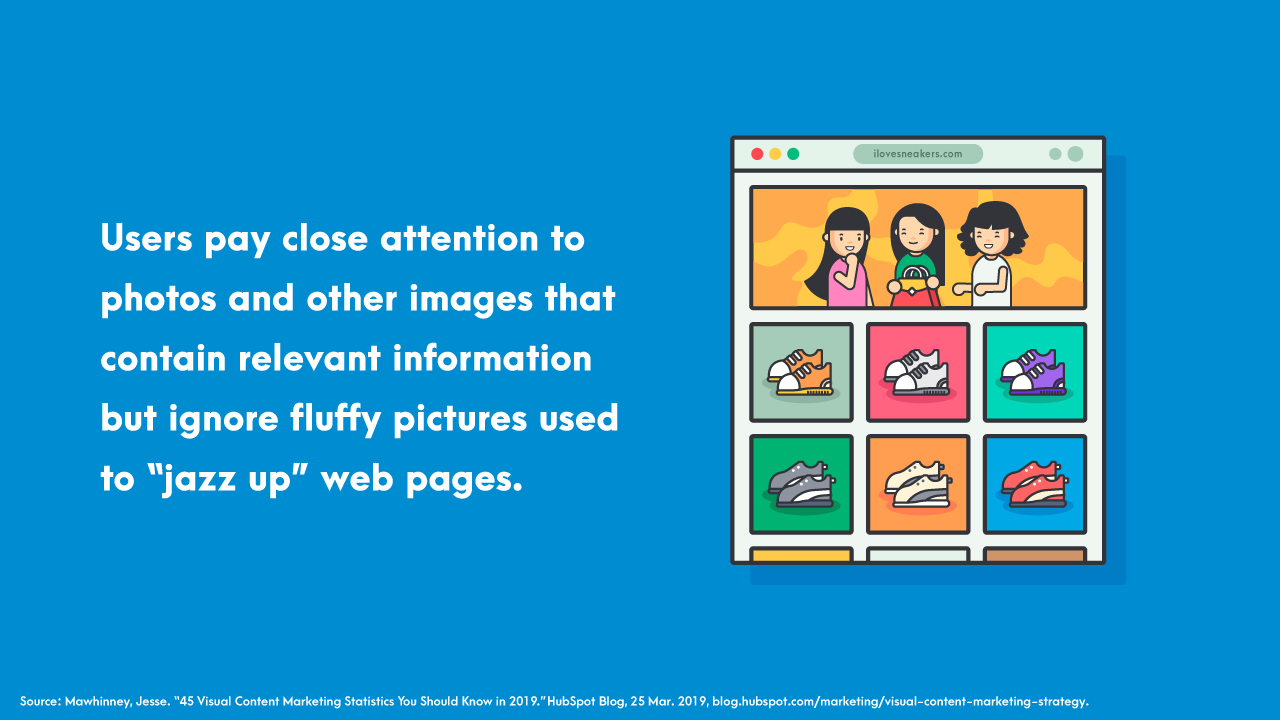 ilovesneakers.com
Users pay close attention to
photos and other images that
contain relevant information
but ignore fluffy pictures used
to “jazz up” web pages.
Source: Mawhinney, Jesse. “45 Visual Content Marketing Statistics You Should Know in 2019.”HubSpot Blog, 25 Mar. 2019, blog.hubspot.com/marketing/visual-content-marketing-strategy.